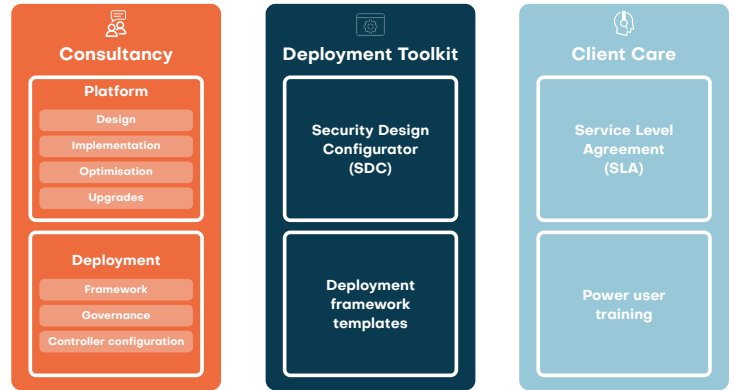 Consultancy
Platform
Design
Implementation
Optimisation
Upgrades
Deployment
Framework
Governance
Controller configuration
Deployment Toolkit
Security Design
Configurator
(SDC)
Deployment
framework
templates
Client Care
Service Level
Agreement
(SLA)
Power user
training